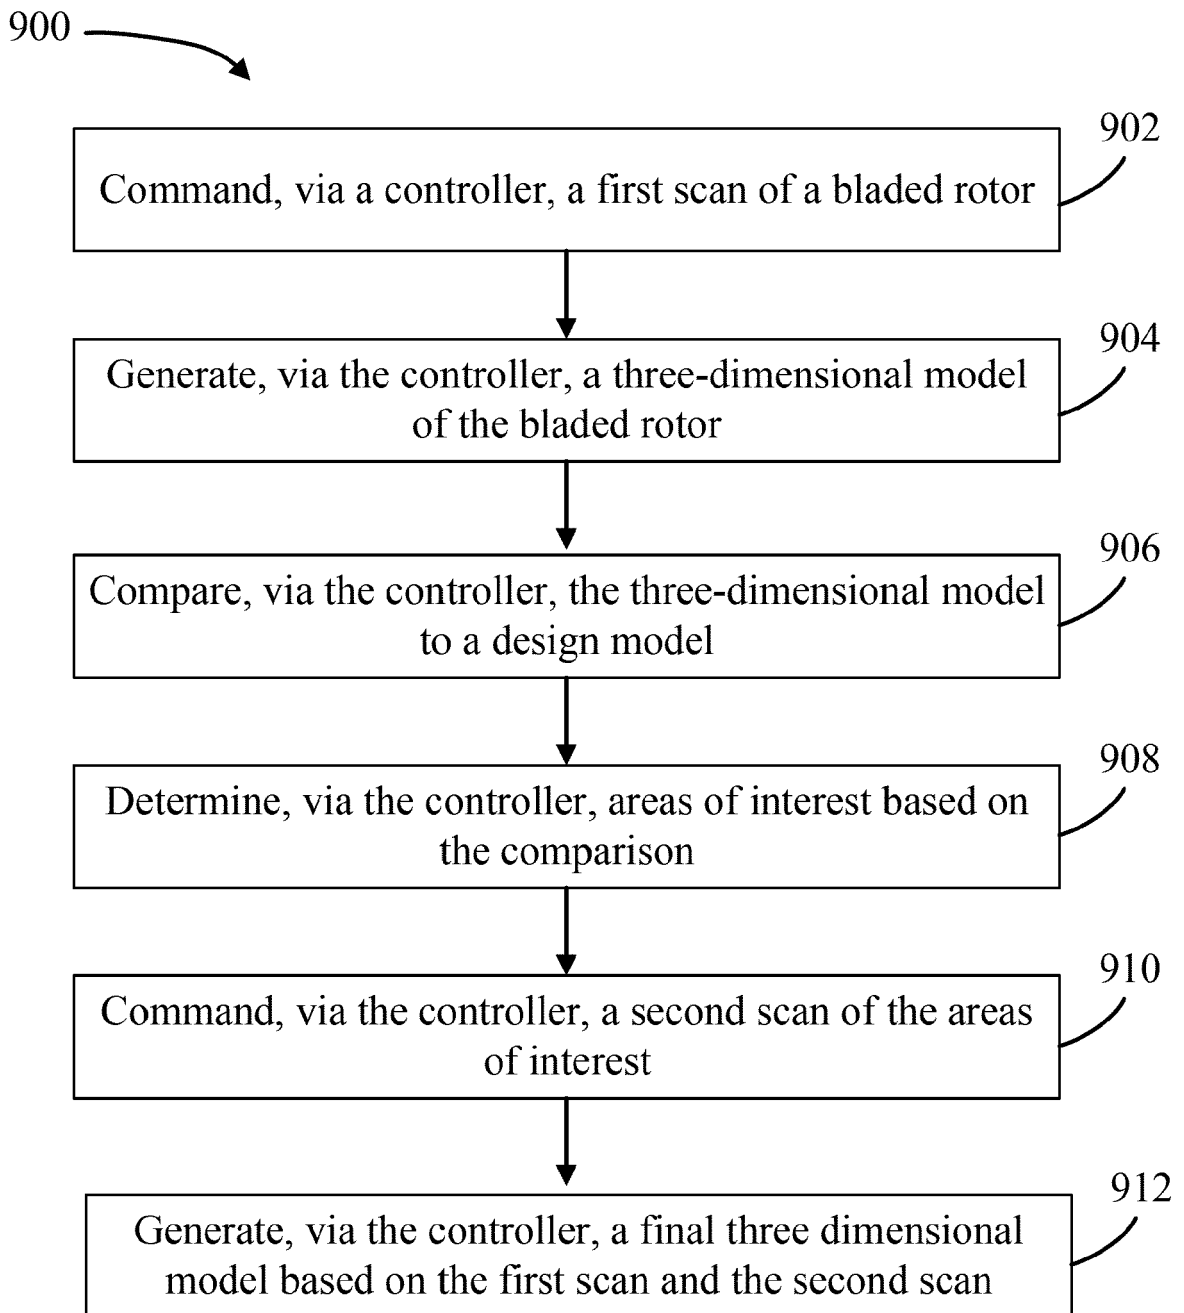 900
902
Command, via a controller, a first scan of a bladed rotor
904
Generate, via the controller, a three-dimensional model
of the bladed rotor
906
Compare, via the controller, the three-dimensional model
to a design model
908
Determine, via the controller, areas of interest based on
the comparison
910
Command, via the controller, a second scan of the areas
of interest
912
Generate, via the controller, a final three dimensional
model based on the first scan and the second scan